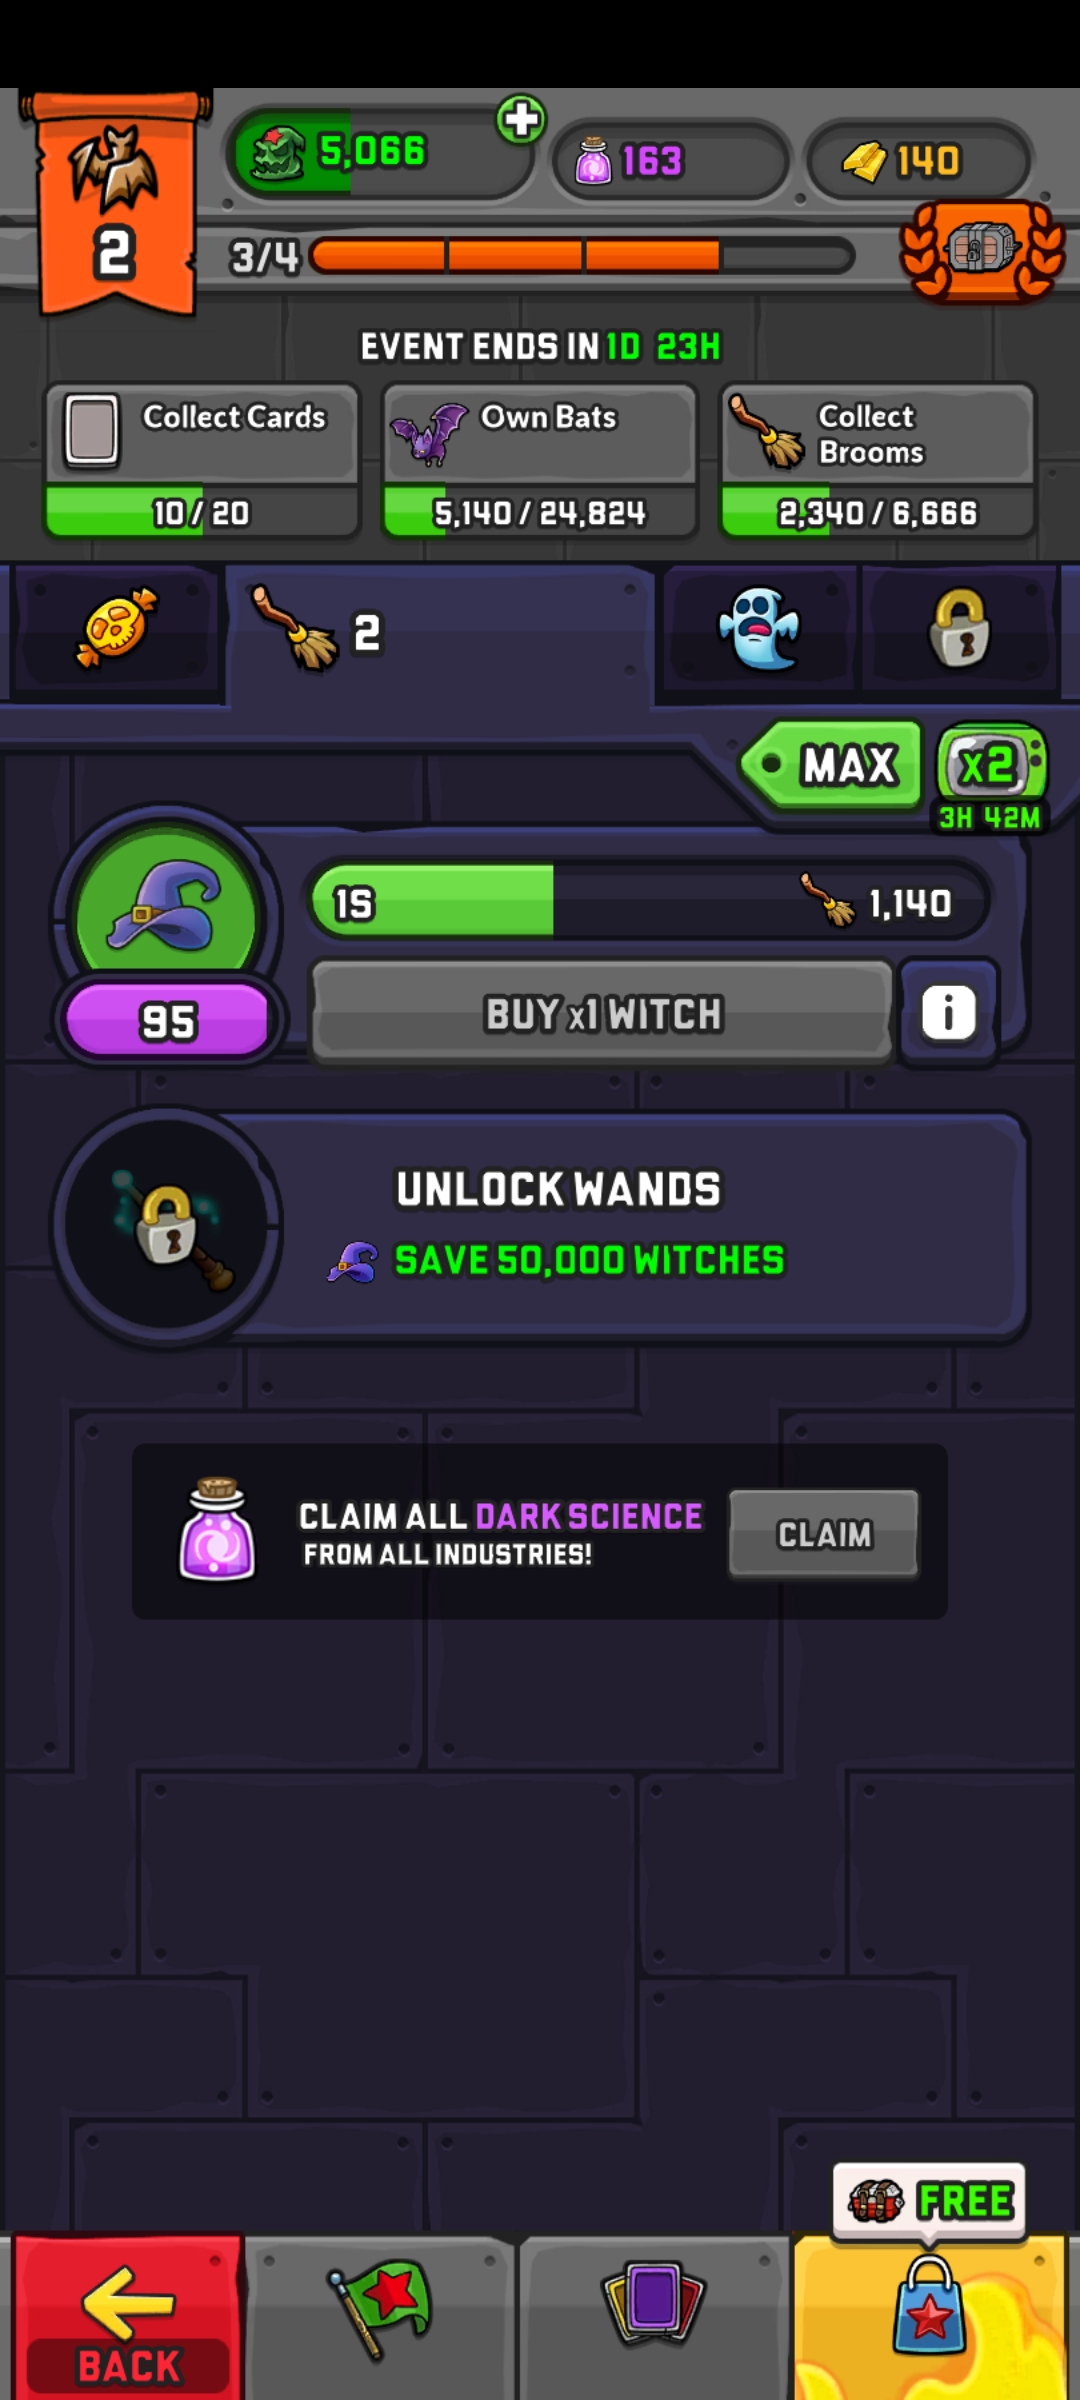 2
5,066
163
140
3/4
EVENT ENDS IN 1D 23H
Collect Cards
10/20
Own Bats
5,140/24,824
Collect
Brooms
2,340/6,666
2
MAX
x2
3H 42M
1S
1,140
95
BUY x1 WITCH
i
UNLOCK WANDS
SAVE 50,000 WITCHES
CLAIM ALL DARK SCIENCE
FROM ALL INDUSTRIES!
CLAIM
FREE
BACK